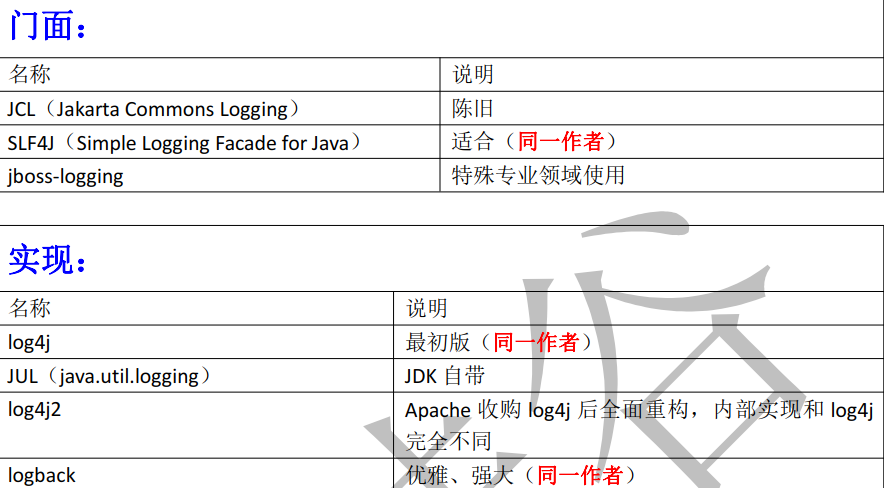 门面：
名称 说明
JCL（Jakarta Commons Logging） 陈旧
SLF4J（Simple Logging Facade for Java） 适合（同一作者）
jboss-logging 特殊专业领域使用
实现：
名称 说明
log4j 最初版（同一作者）
JUL（java.util.logging） JDK 自带
log4j2 Apache 收购 log4j 后全面重构，内部实现和 log4j
完全不同
logback 优雅、强大（同一作者）